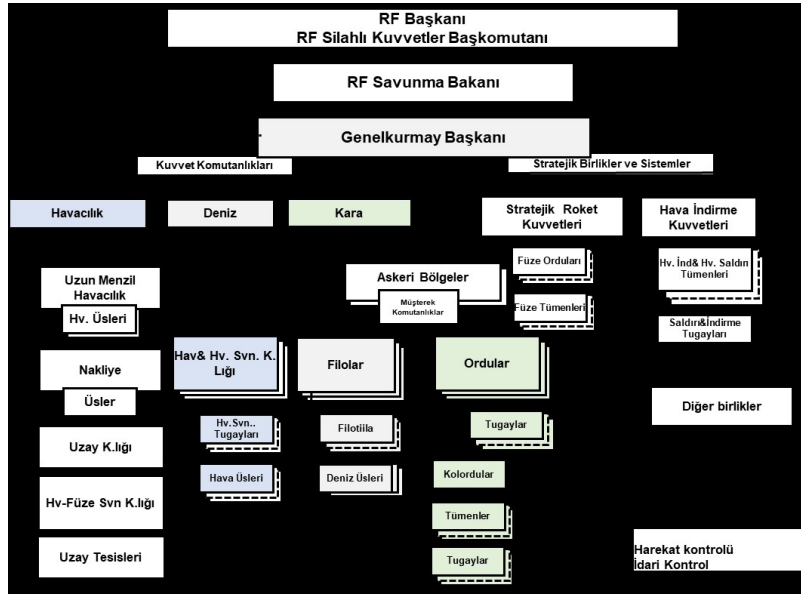 RF Başkanı
RF Silahlı Kuvvetler Başkomutanı
RF Savunma Bakanı
Genelkurmay Başkanı
Kuvvet Komutanlıkları
Stratejik Birlikler ve Sistemler
Havacılık
Deniz
Kara
Stratejik Roket
Kuvvetleri
Hava İndirme
Kuvvetleri
Uzun Menzil
Havacılık
Hv. Üsleri
Askeri Bölgeler
Müşterek
Komutanlıklar
Füze Orduları
Füze Tümenleri
Hv. İnd& Hv. Saldırı
Tümenleri
Saldırı&İndirme
Tugayları
Nakliye
Üsler
Hav& Hv. Svn. K.
Lığı
Filolar
Ordular
Diğer birlikler
Uzay K.lığı
Hv.Svn..
Tugayları
Filotiila
Tugaylar
Hv-Füze Svn K.lığı
Hava Üsleri
Deniz Üsleri
Kolordular
Tümenler
Uzay Tesisleri
Tugaylar
Harekat kontrolü
İdari Kontrol